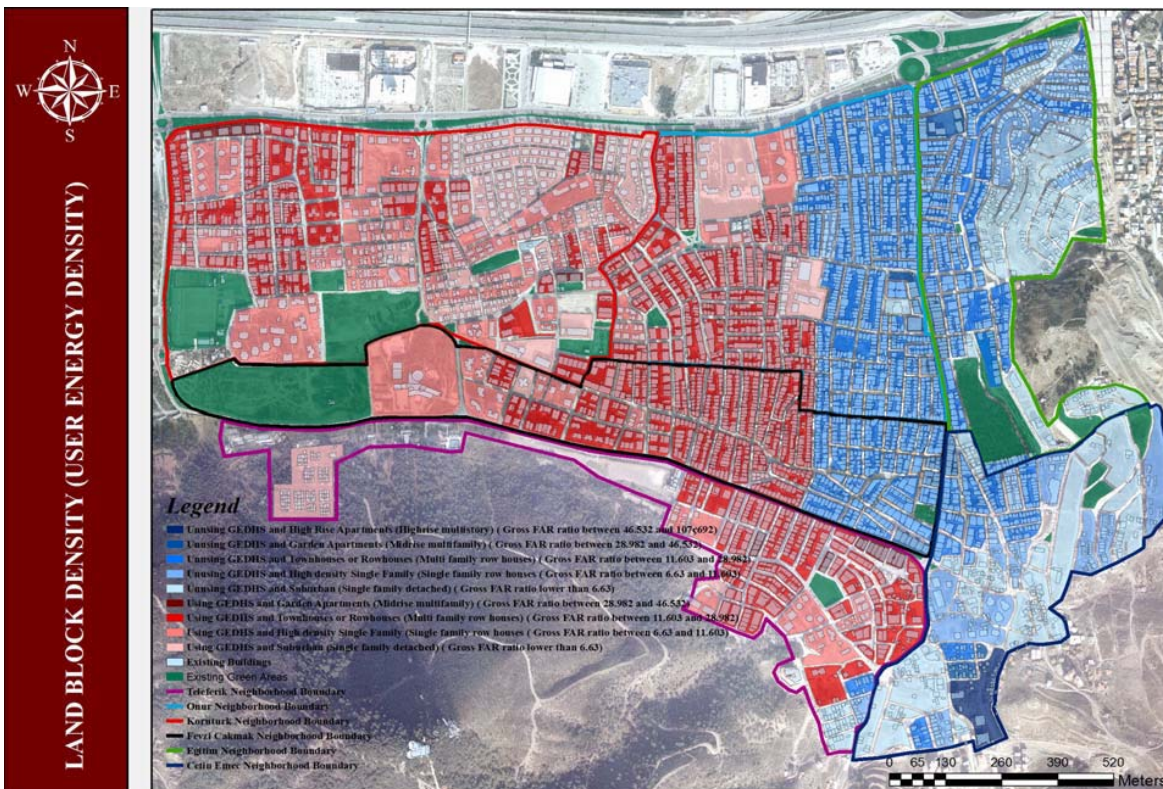 N
W E
S
LAND BLOCK DENSITY (USER ENERGY DENSITY)
Legend
Unusing GEDHS and High Rise Apartments (Highrise multistory) ( Gross FAR ratio between 46.532 and 107c692)
Unusing GEDHS and Garden Apartments (Midrise multifamily) ( Gross FAR ratio between 28.982 and 46.532)
Unusing GEDHS and Townhouses or Rowhouses (Multi family row houses) ( Gross FAR ratio between 11.603 and 28.982)
Unusing GEDHS and High density Single Family (Single family row houses ( Gross FAR ratio between 6.63 and 11.603)
Unusing GEDHS and Suburban (Single family detached) ( Gross FAR ratio lower than 6.63)
Using GEDHS and Garden Apartments (Midrise multifamily) ( Gross FAR ratio between 28.982 and 46.532)
Using GEDHS and Townhouses or Rowhouses (Multi family row houses) ( Gross FAR ratio between 11.603 and 28.982)
Using GEDHS and High density Single Family (Single family row houses ( Gross FAR ratio between 6.63 and 11.603)
Using GEDHS and Suburban (Single family detached) ( Gross FAR ratio lower than 6.63)
Existing Buildings
Existing Green Areas
Teleferik Neighborhood Boundary
Onur Neighborhood Boundary
Korutürk Neighborhood Boundary
Fevzi Cakmak Neighborhood Boundary
Egitim Neighborhood Boundary
Cetin Emec Neighborhood Boundary
0 65 130 260 390 520
Meters